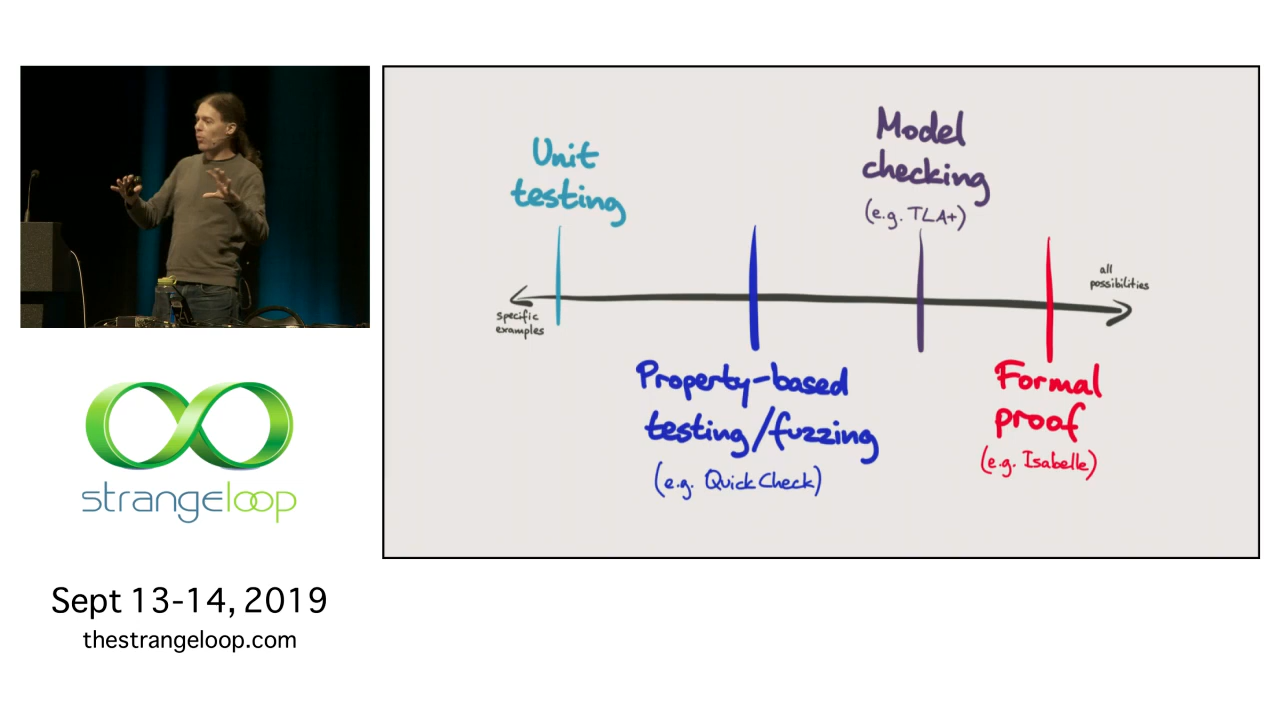 Unit
testing
Model
checking
(e.g. TLA+)
all
possibilities
specific
examples
Property-based
testing/fuzzing
(e.g. QuickCheck)
Formal
proof
(e.g. Isabelle)
strangeloop
Sept 13-14, 2019
thestrangeloop.com